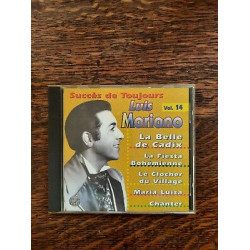 Succès de Toujours
Luis
Mariano
Vol. 14
La Belle
de Cadix
La Fiesta
Bohemienne
Le Clocher
du Village
Maria Luisa
Chanter